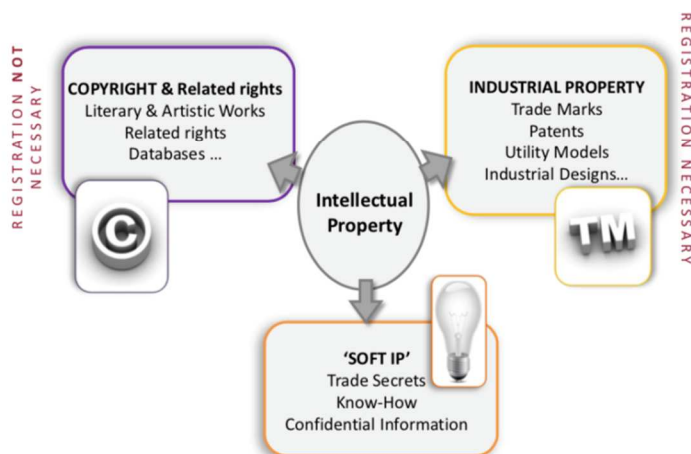 REGISTRATION NOT
NECESSARY
COPYRIGHT & Related rights
Literary & Artistic Works
Related rights
Databases ...
©
INDUSTRIAL PROPERTY
Trade Marks
Patents
Utility Models
Industrial Designs...
TM
REGISTRATION NECESSARY
Intellectual
Property
‘SOFT IP’
Trade Secrets
Know-How
Confidential Information